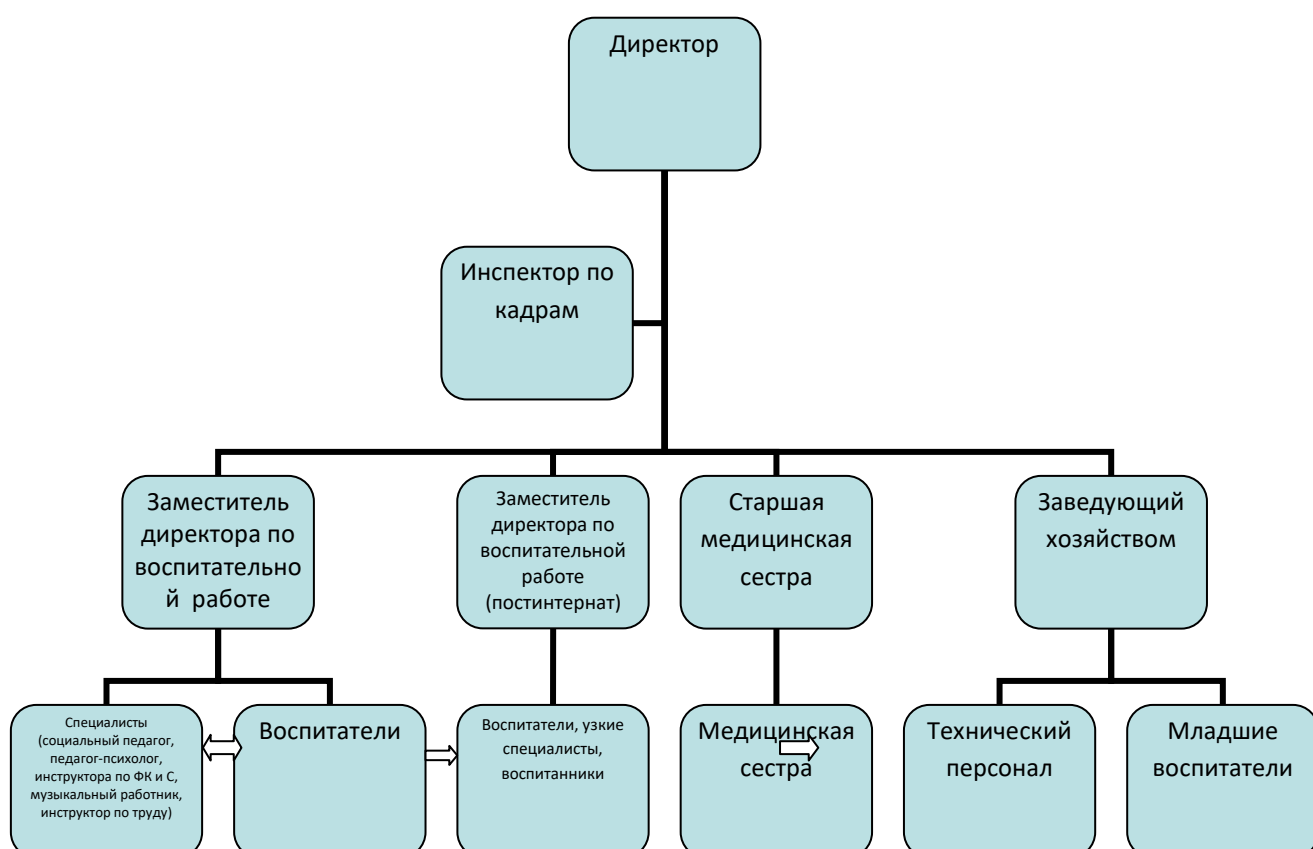 Директор
Инспектор по
кадрам
Заместитель
директора по
воспитательно
й работе
Заместитель
директора по
воспитательной
работе
(постинтернат)
Старшая
медицинская
сестра
Заведующий
хозяйством
Специалисты
(социальный педагог,
педагог-психолог,
инструктора по ФК и С,
музыкальный работник,
инструктор по труду)
Воспитатели
Воспитатели, узкие
специалисты,
воспитанники
Медицинская
сестра
Технический
персонал
Младшие
воспитатели